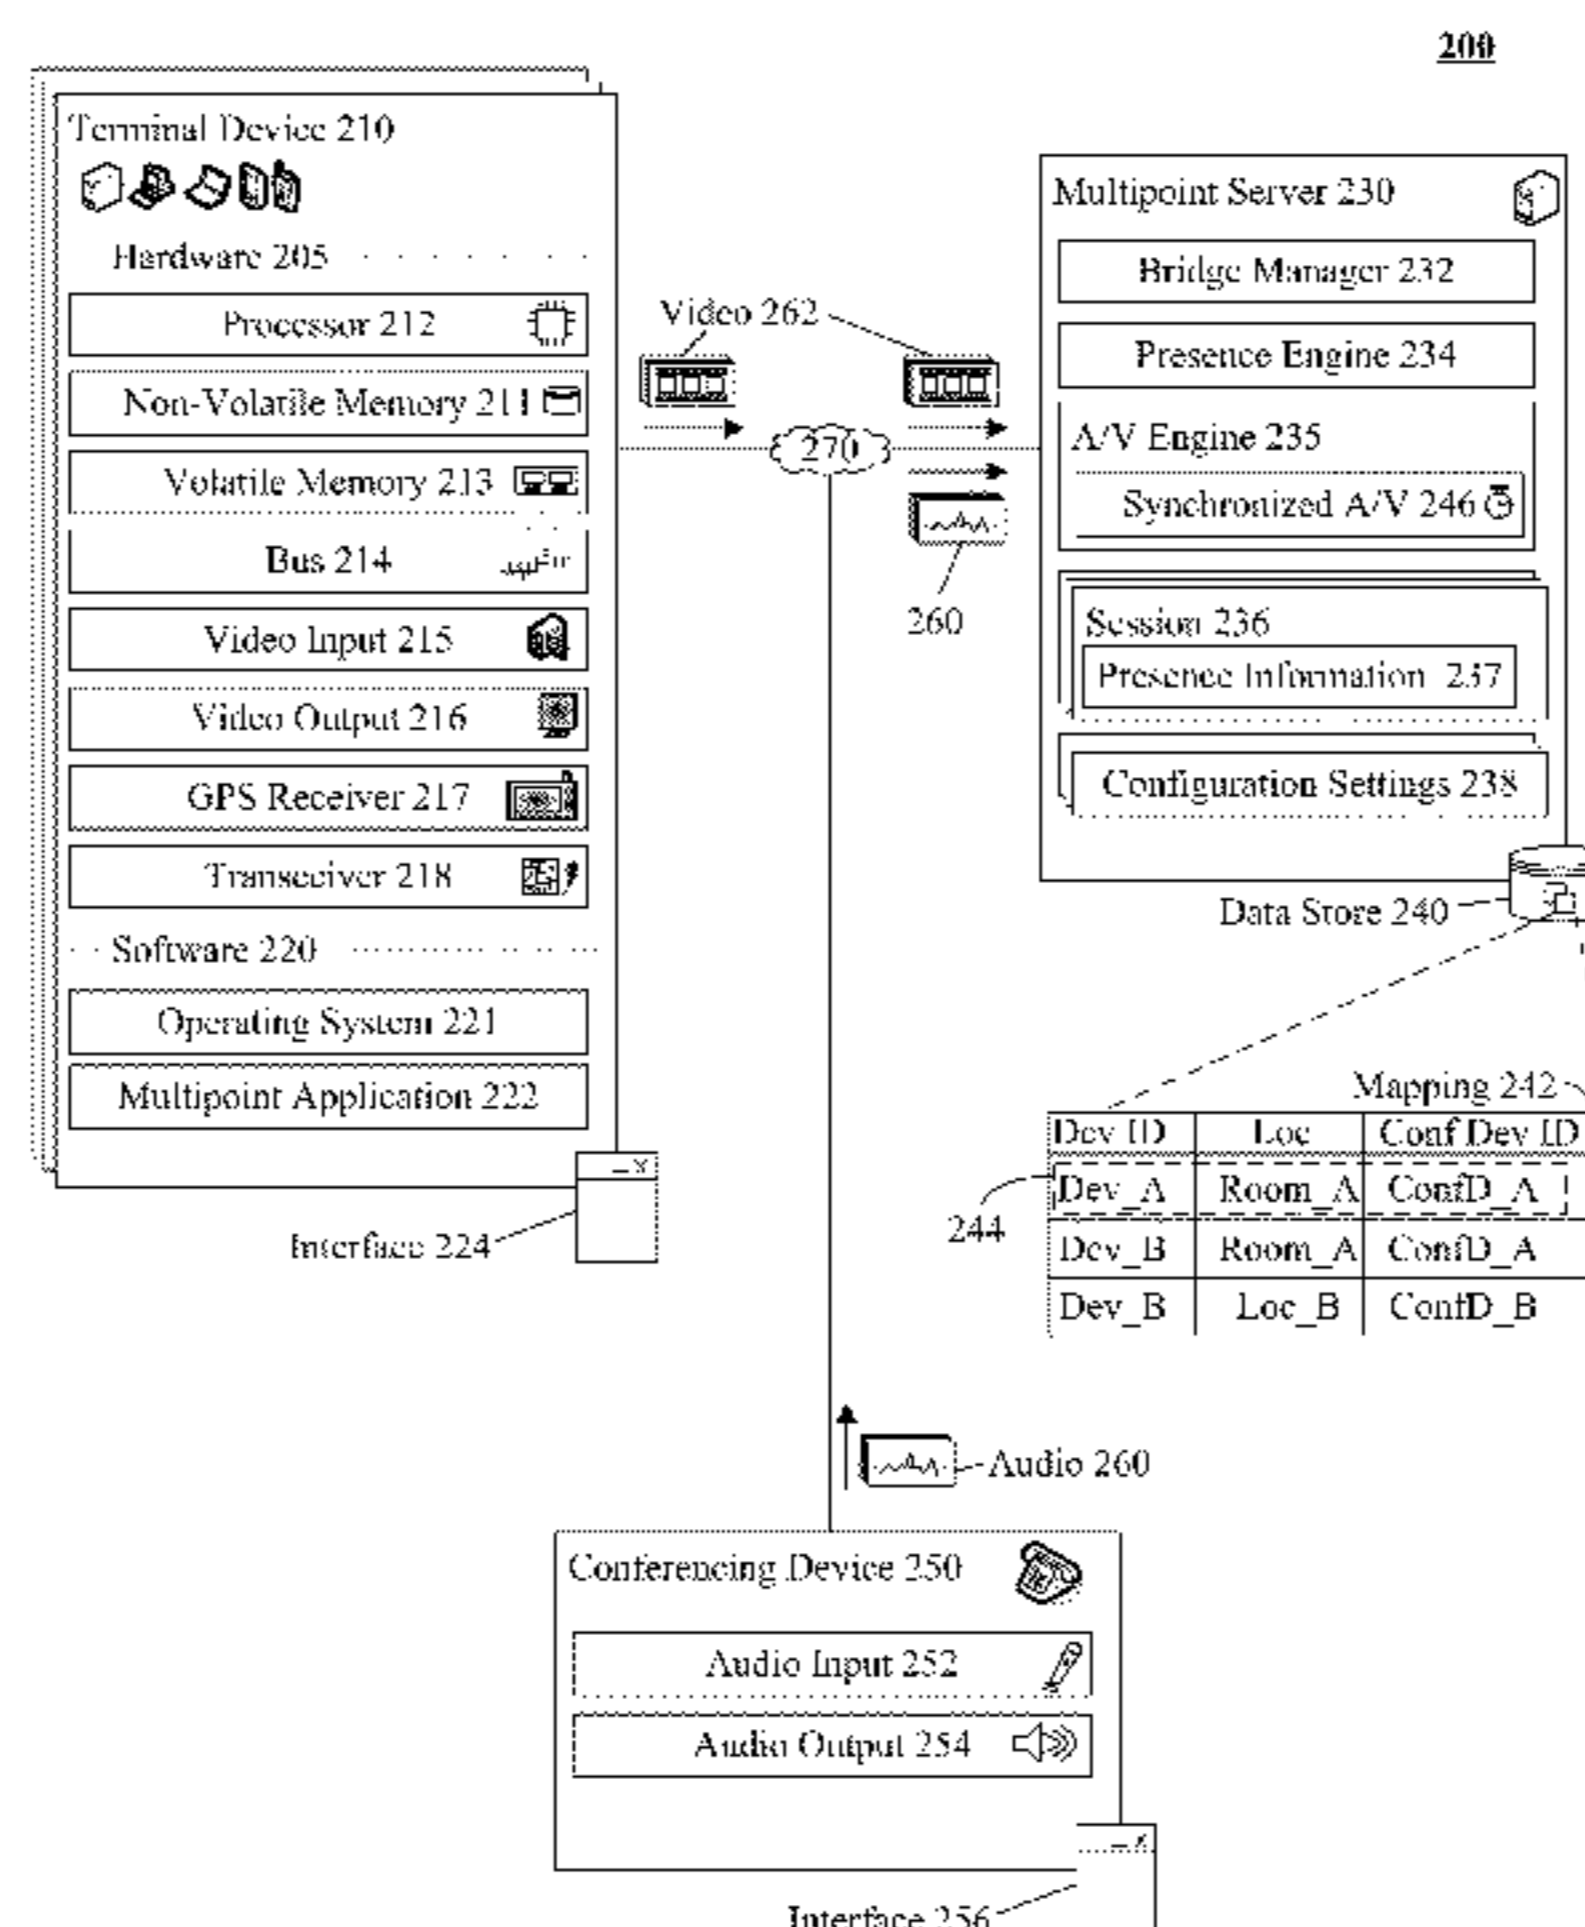 200
Terminal Device 210
Hardware 205
Processor 212
Non-Volatile Memory 211
Volatile Memory 213
Bus 214
Video Input 215
Video Output 216
GPS Receiver 217
Transceiver 218
Software 220
Operating System 221
Multipoint Application 222
Interface 224
Video 262
270
260
Multipoint Server 230
Bridge Manager 232
Presence Engine 234
A/V Engine 235
Synchronized A/V 246
Session 236
Presence Information 237
Configuration Settings 238
Data Store 240
Mapping 242
Dev ID Loc Conf Dev ID
Dev_A Room_A ConfD_A
244
Dev_B Room_A ConfD_A
Dev_B Loc_B ConfD_B
Audio 260
Conferencing Device 250
Audio Input 252
Audio Output 254
Interface 256